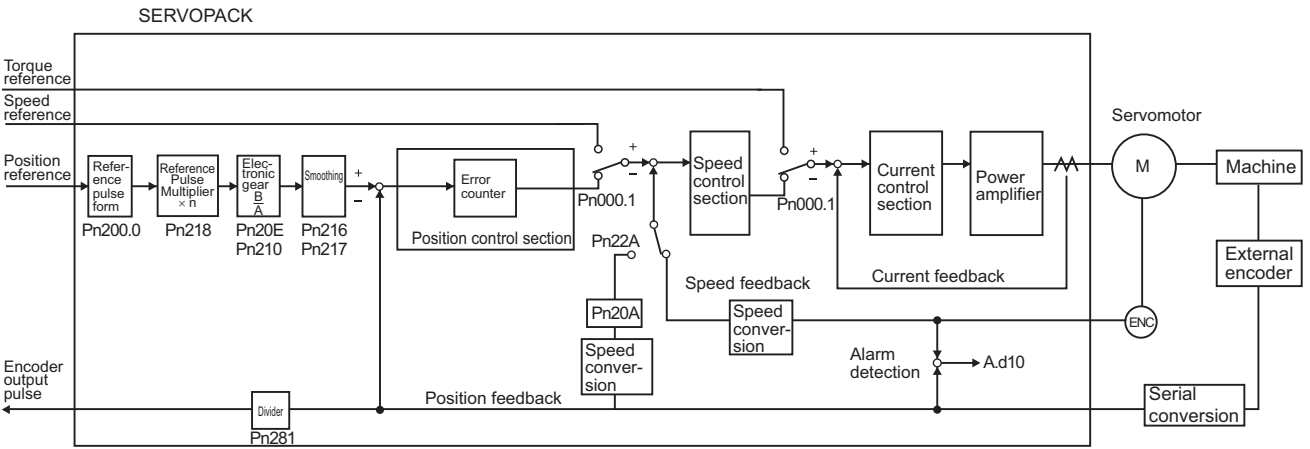 SERVOPACK
Torque
reference
Speed
reference
Position
reference
Refer-
ence
pulse
form
Pn200.0
Reference
Pulse
Multiplier
× n
Pn218
Elec-
tronic
gear
B
A
Pn20E
Pn210
Smoothing
Pn216
Pn217
+
−
Error
counter
Position control section
Pn000.1
+
−
Speed
control
section
Pn000.1
+
−
Current
control
section
Power
amplifier
Servomotor
M
Machine
External
encoder
Pn22A
Pn20A
Speed
conver-
sion
Speed feedback
Speed
conver-
sion
Current feedback
ENC
Alarm
detection
A.d10
Encoder
output
pulse
Divider
Pn281
Position feedback
Serial
conversion